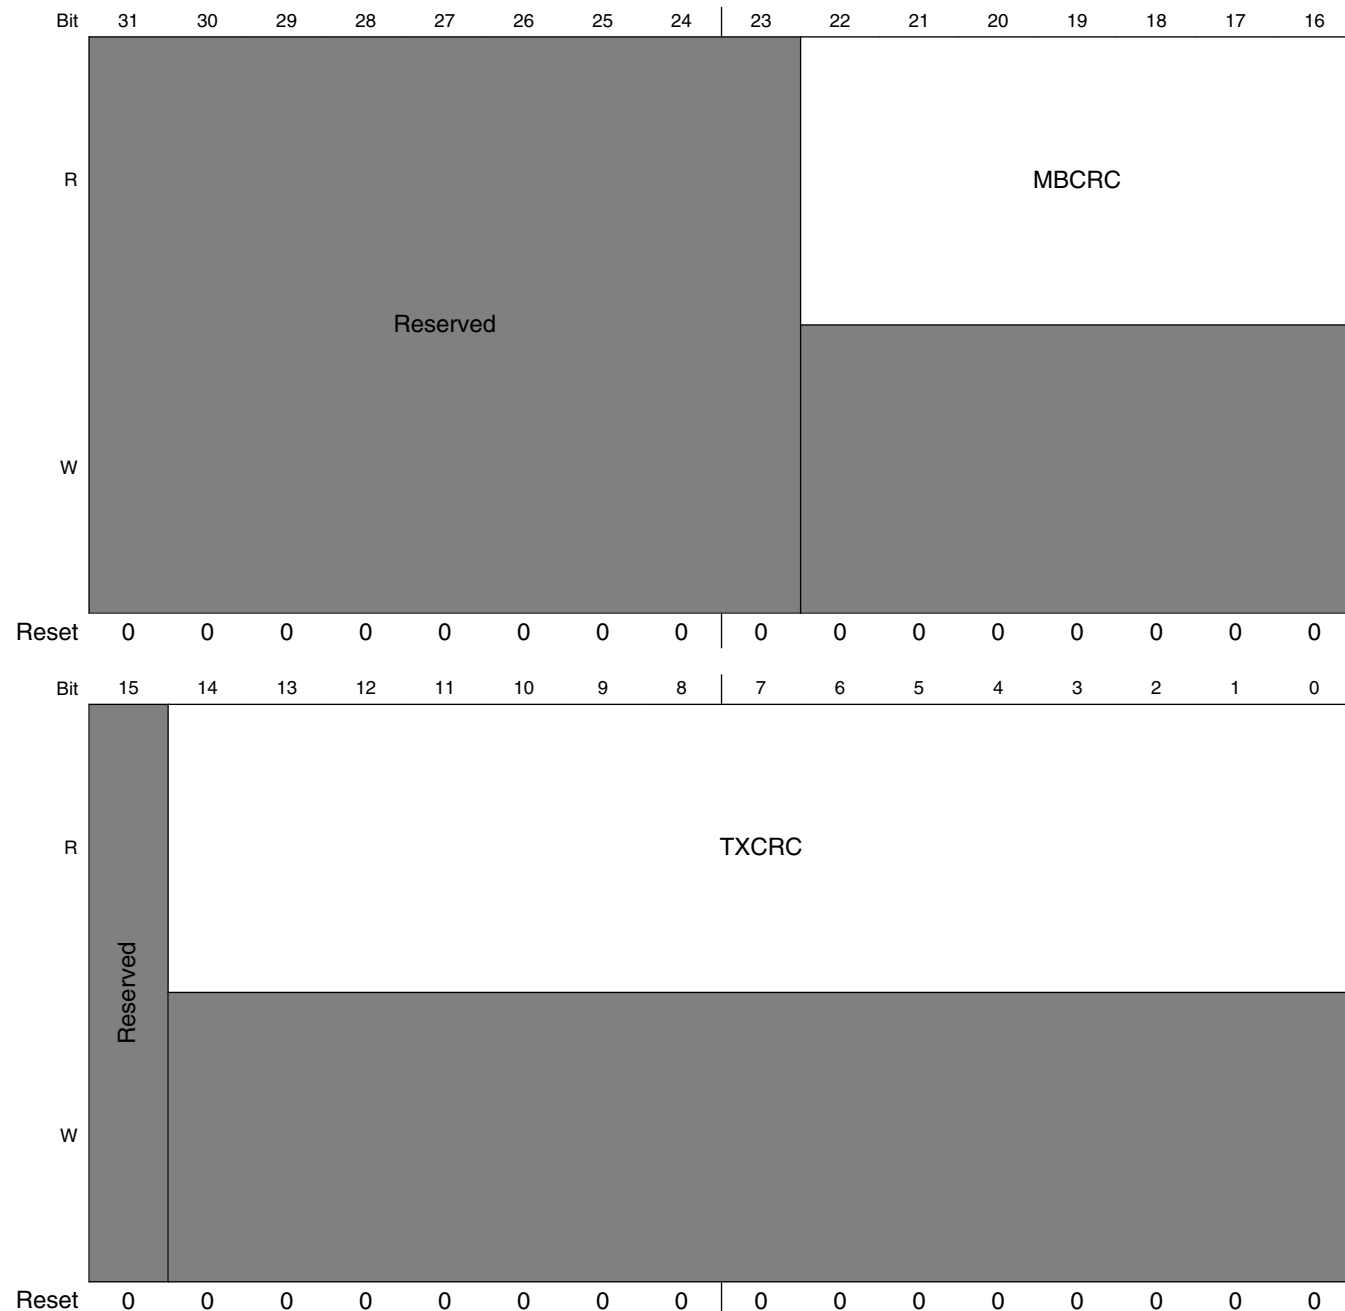 Bit 31 30 29 28 27 26 25 24 23 22 21 20 19 18 17 16
R MBCRC
Reserved
W
Reset 0 0 0 0 0 0 0 0 0 0 0 0 0 0 0 0
Bit 15 14 13 12 11 10 9 8 7 6 5 4 3 2 1 0
R TXCRC
Reserved
W
Reset 0 0 0 0 0 0 0 0 0 0 0 0 0 0 0 0